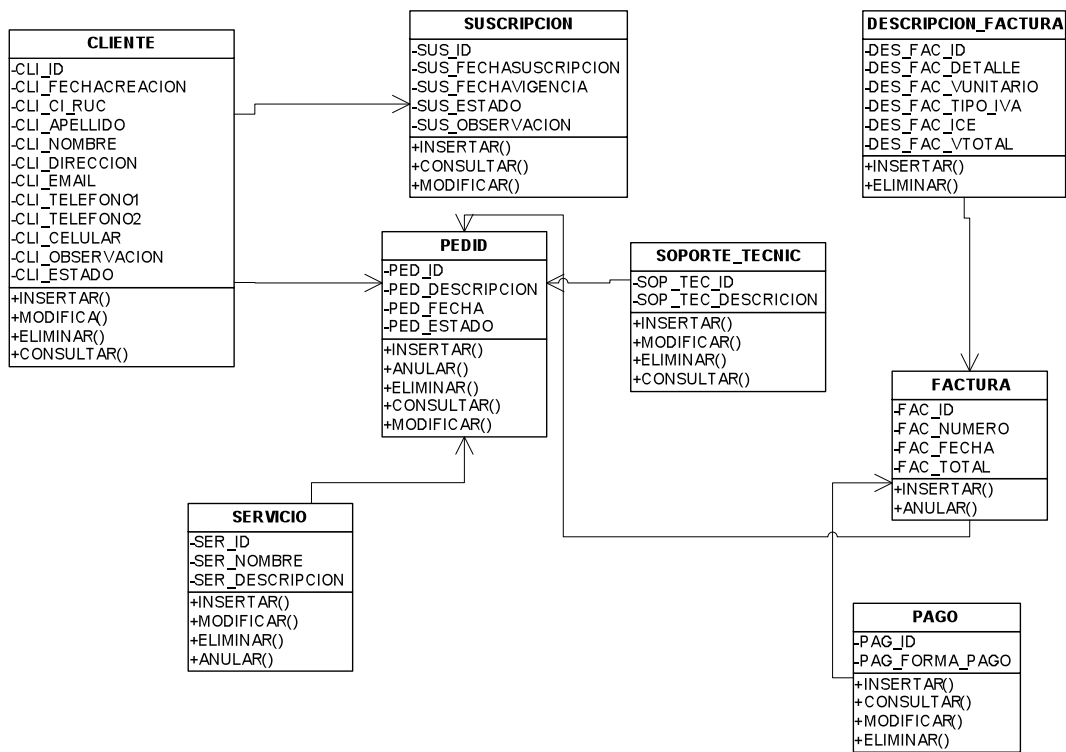 CLIENTE
-CLI_ID
-CLI_FECHACREACION
-CLI_CI_RUC
-CLI_APELLIDO
-CLI_NOMBRE
-CLI_DIRECCION
-CLI_EMAIL
-CLI_TELEFONO1
-CLI_TELEFONO2
-CLI_CELULAR
-CLI_OBSERVACION
-CLI_ESTADO
+INSERTAR()
+MODIFICA()
+ELIMINAR()
+CONSULTAR()
SUSCRIPCION
-SUS_ID
-SUS_FECHASUSCRIPCION
-SUS_FECHAVIGENCIA
-SUS_ESTADO
-SUS_OBSERVACION
+INSERTAR()
+CONSULTAR()
+MODIFICAR()
DESCRIPCION_FACTURA
-DES_FAC_ID
-DES_FAC_DETALLE
-DES_FAC_VUNITARIO
-DES_FAC_TIPO_IVA
-DES_FAC_ICE
-DES_FAC_VTOTAL
+INSERTAR()
+ELIMINAR()
PEDID
-PED_ID
-PED_DESCRIPCION
-PED_FECHA
-PED_ESTADO
+INSERTAR()
+ANULAR()
+ELIMINAR()
+CONSULTAR()
+MODIFICAR()
SOPORTE_TECNIC
-SOP_TEC_ID
-SOP_TEC_DESCRICION
+INSERTAR()
+MODIFICAR()
+ELIMINAR()
+CONSULTAR()
FACTURA
-FAC_ID
-FAC_NUMERO
-FAC_FECHA
-FAC_TOTAL
+INSERTAR()
+ANULAR()
SERVICIO
-SER_ID
-SER_NOMBRE
-SER_DESCRIPCION
+INSERTAR()
+MODIFICAR()
+ELIMINAR()
+ANULAR()
PAGO
-PAG_ID
-PAG_FORMA_PAGO
+INSERTAR()
+CONSULTAR()
+MODIFICAR()
+ELIMINAR()